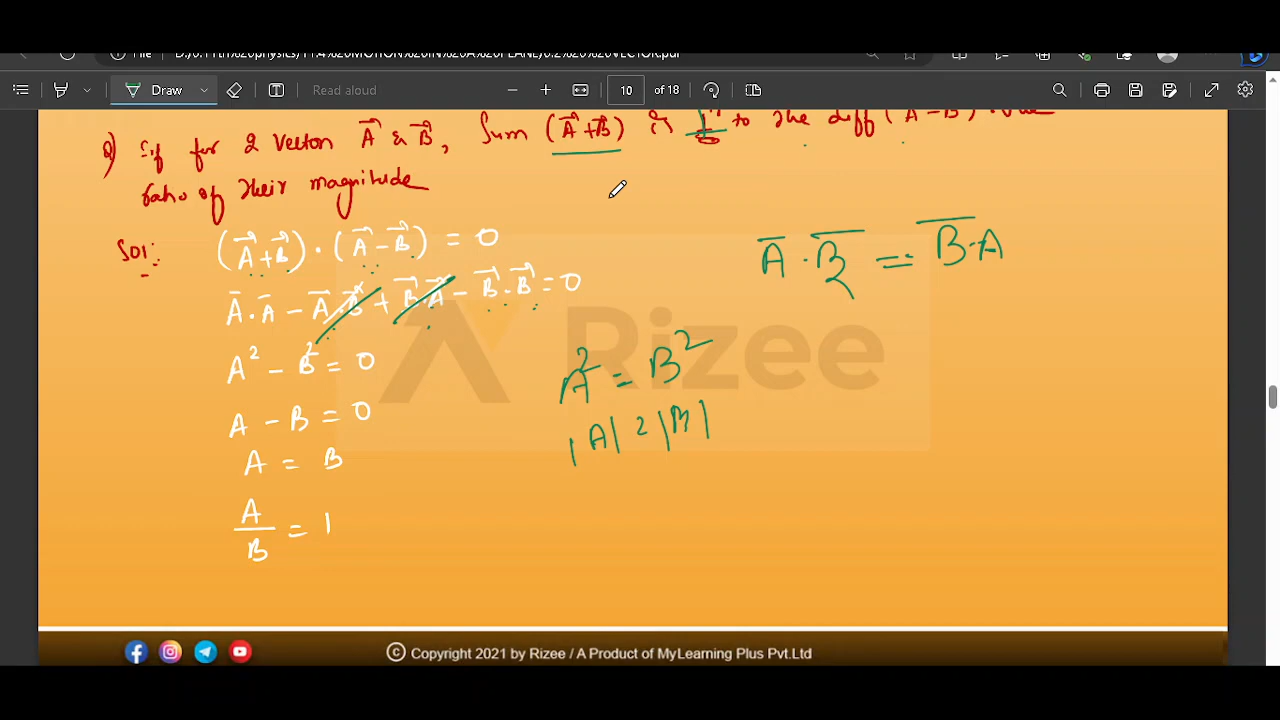 Draw
Read aloud
10 of 18
Q) If for 2 vectors A⃗ & B⃗, Sum (A⃗+B⃗) is to the diff (A⃗-B⃗).
ratio of their magnitude
Sol:
(A⃗+B⃗)·(A⃗-B⃗) = 0
A̅·A̅ - A̅·B⃗ + B⃗·A⃗ - B⃗·B⃗ = 0
A² - B² = 0
A - B = 0
A = B
A/B = 1
A̅·B̅ = B̅·A
A² = B²
|A| = |B|
Rizee
© Copyright 2021 by Rizee / A Product of MyLearning Plus Pvt.Ltd